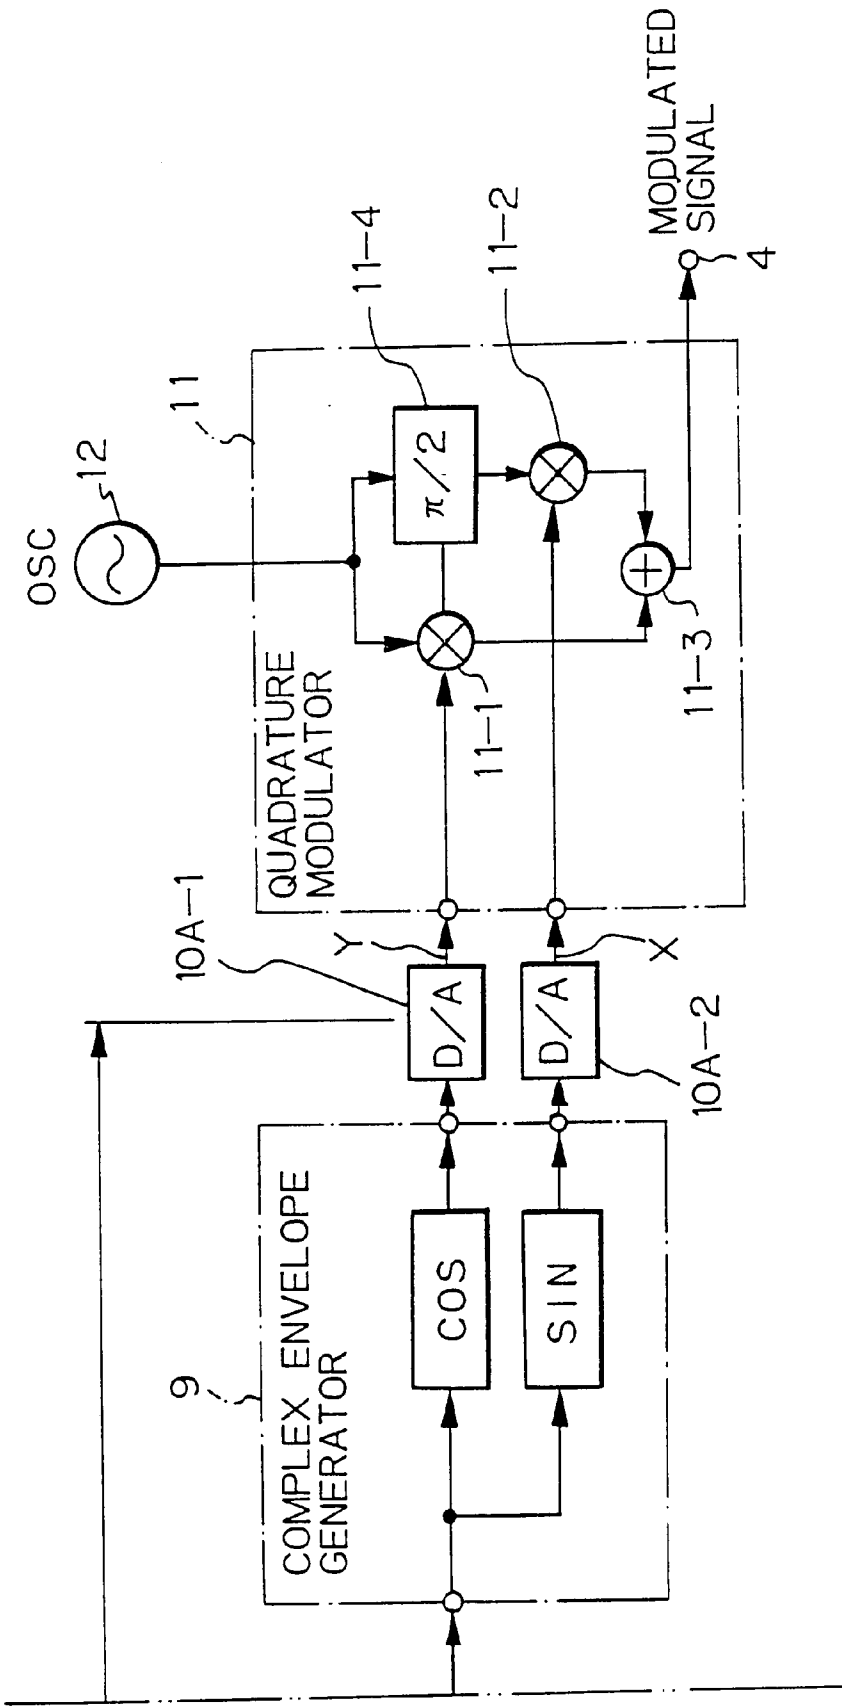 OSC
12
11
11-4
11-2
MODULATED
SIGNAL
4
QUADRATURE
MODULATOR
π/2
11-1
11-3
10A-1
Y
D/A
D/A
X
10A-2
9
COMPLEX ENVELOPE
GENERATOR
COS
SIN